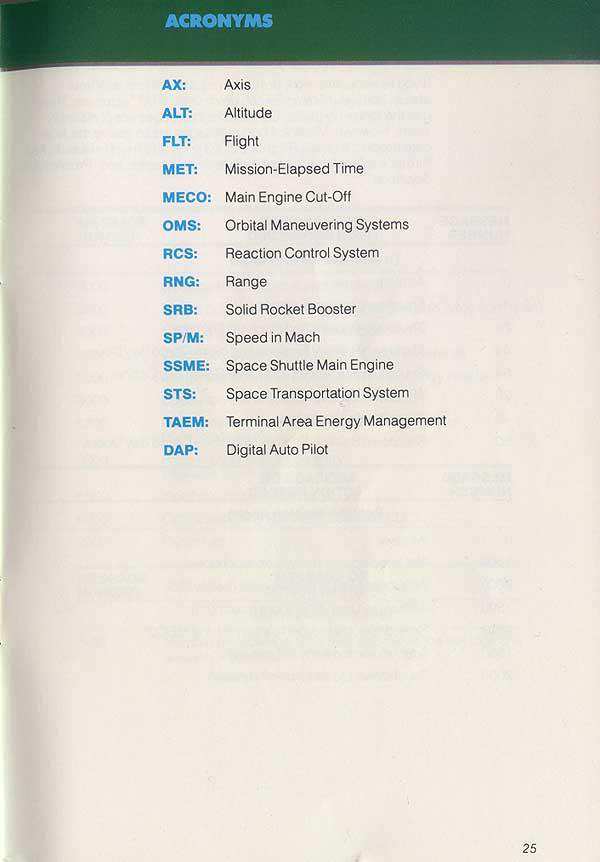 ACRONYMS
AX: Axis
ALT: Altitude
FLT: Flight
MET: Mission-Elapsed Time
MECO: Main Engine Cut-Off
OMS: Orbital Maneuvering Systems
RCS: Reaction Control System
RNG: Range
SRB: Solid Rocket Booster
SP/M: Speed in Mach
SSME: Space Shuttle Main Engine
STS: Space Transportation System
TAEM: Terminal Area Energy Management
DAP: Digital Auto Pilot
25